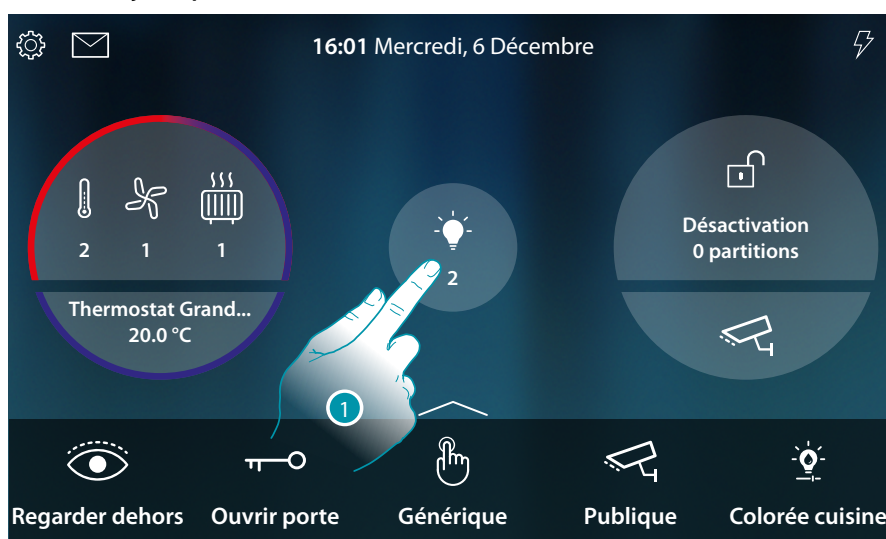 16:01 Mercredi, 6 Décembre
2 1 1
Thermostat Grand...
20.0 °C
2
Désactivation
0 partitions
1
Regarder dehors
Ouvrir porte
Générique
Publique
Colorée cuisine